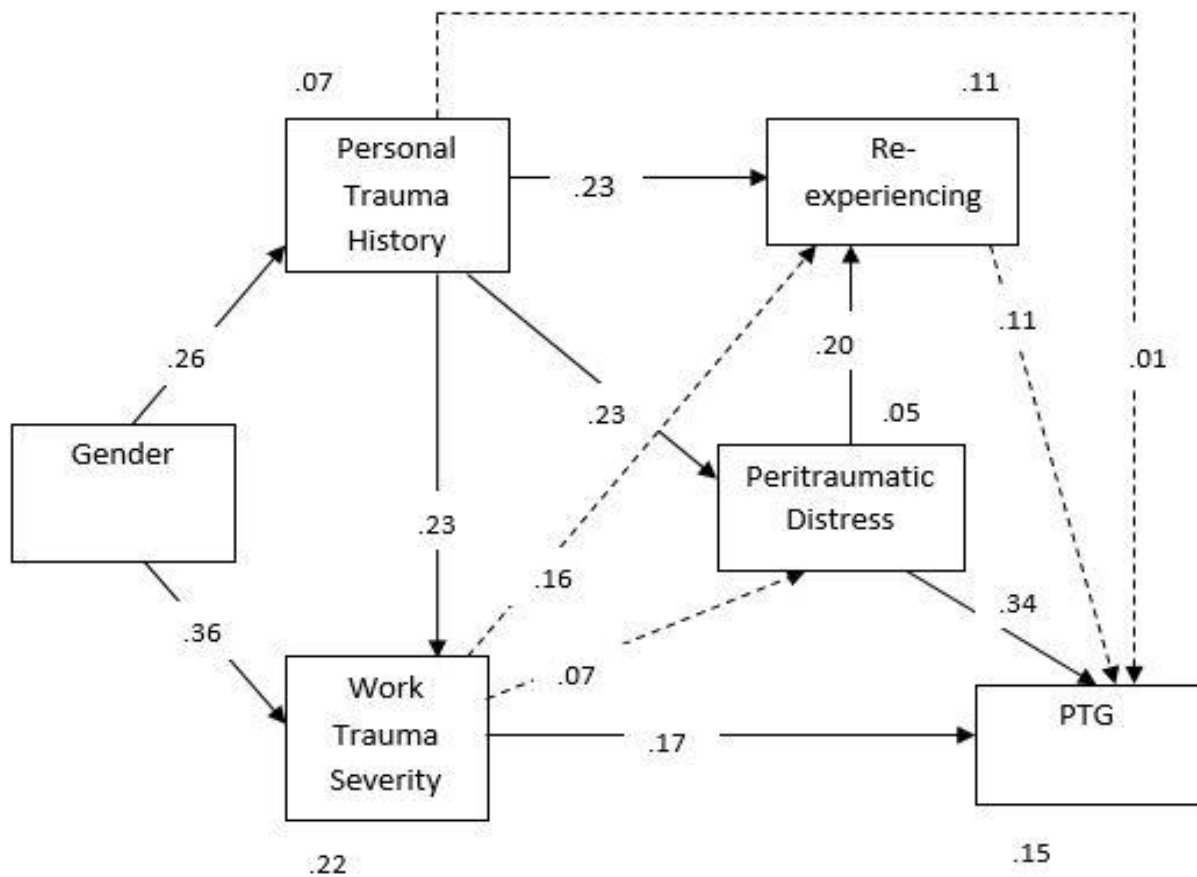 .07
.11
Personal
Trauma
History
Re-
experiencing
.23
.26
.20
.11
.01
.23
.05
Gender
Peritraumatic
Distress
.23
.16
.34
.36
.07
Work
Trauma
Severity
.17
PTG
.22
.15